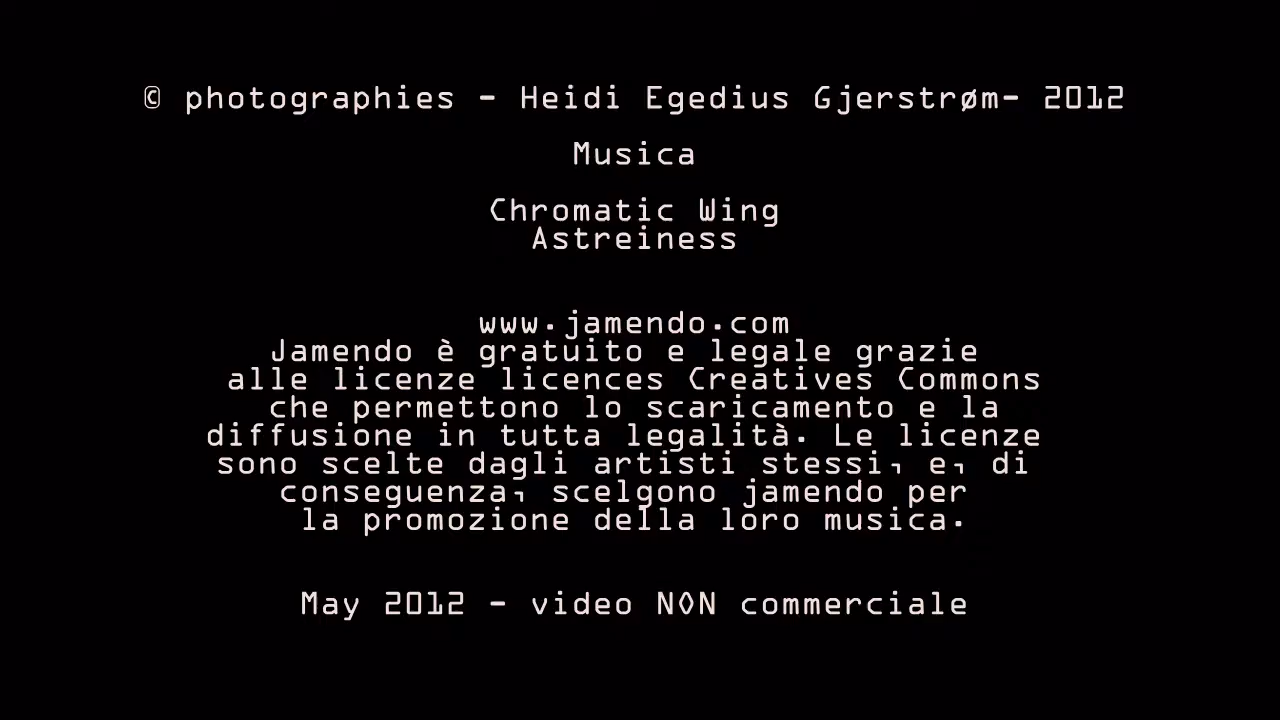 © photographies - Heidi Egedius Gjerstrøm- 2012
Musica
Chromatic Wing
Astreiness
www.jamendo.com
Jamendo è gratuito e legale grazie
alle licenze licences Creatives Commons
che permettono lo scaricamento e la
diffusione in tutta legalità. Le licenze
sono scelte dagli artisti stessi, e, di
conseguenza, scelgono jamendo per
la promozione della loro musica.
May 2012 - video NON commerciale